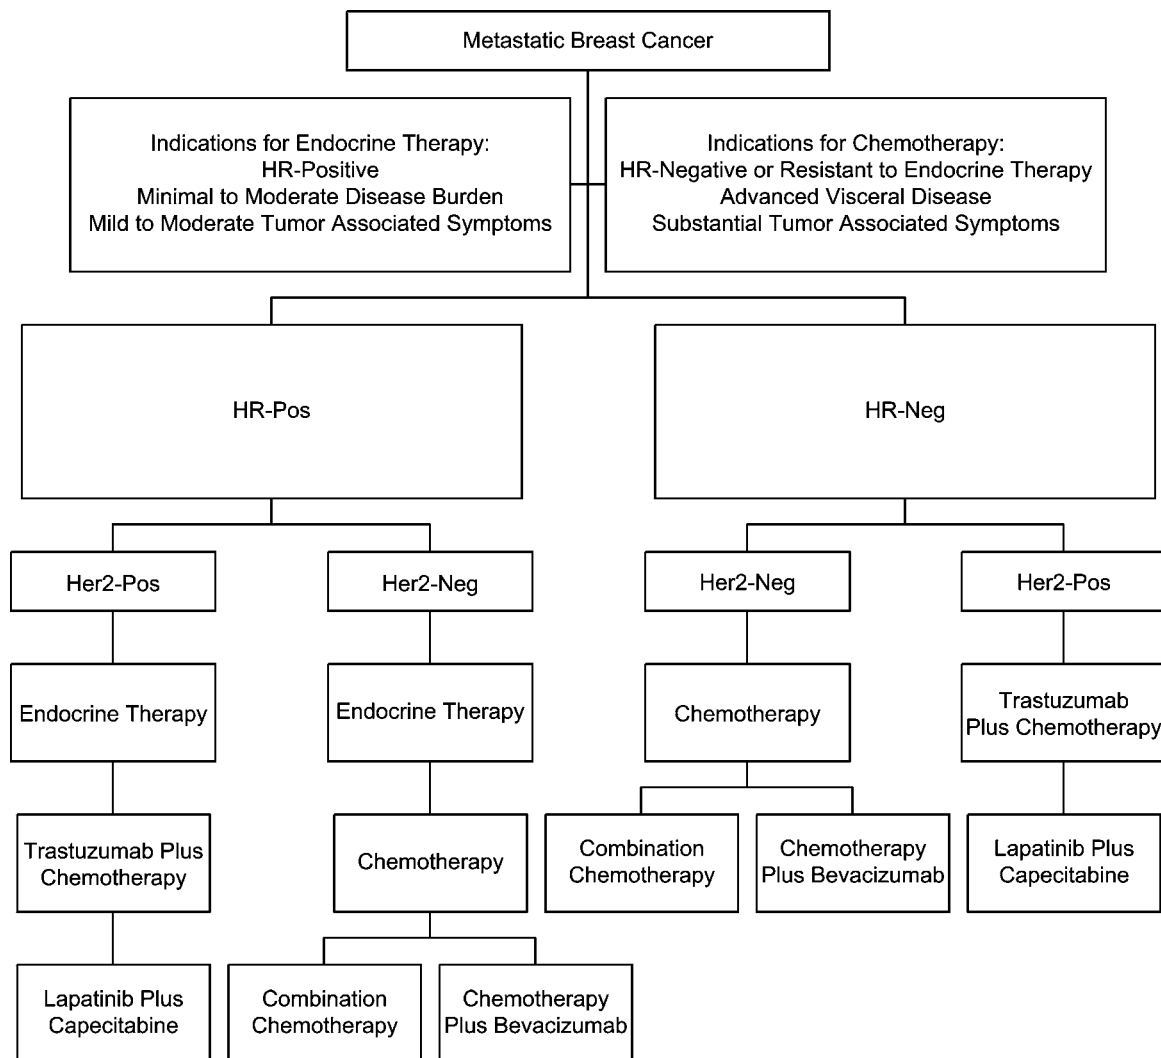 Metastatic Breast Cancer
Indications for Endocrine Therapy:
HR-Positive
Minimal to Moderate Disease Burden
Mild to Moderate Tumor Associated Symptoms
Indications for Chemotherapy:
HR-Negative or Resistant to Endocrine Therapy
Advanced Visceral Disease
Substantial Tumor Associated Symptoms
HR-Pos
HR-Neg
Her2-Pos
Her2-Neg
Her2-Neg
Her2-Pos
Endocrine Therapy
Endocrine Therapy
Chemotherapy
Trastuzumab
Plus Chemotherapy
Trastuzumab Plus
Chemotherapy
Chemotherapy
Combination
Chemotherapy
Chemotherapy
Plus Bevacizumab
Lapatinib Plus
Capecitabine
Lapatinib Plus
Capecitabine
Combination
Chemotherapy
Chemotherapy
Plus Bevacizumab